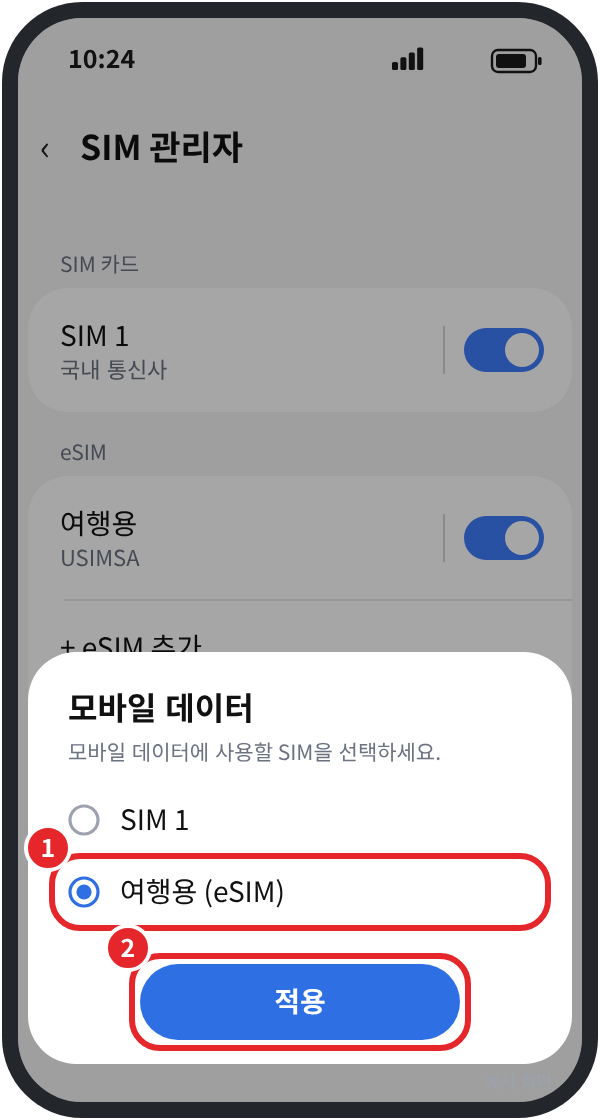 10:24
‹ SIM 관리자
SIM 카드
SIM 1
국내 통신사
eSIM
여행용
USIMSA
+ eSIM 추가
모바일 데이터
모바일 데이터에 사용할 SIM을 선택하세요.
SIM 1
1
여행용 (eSIM)
2
적용